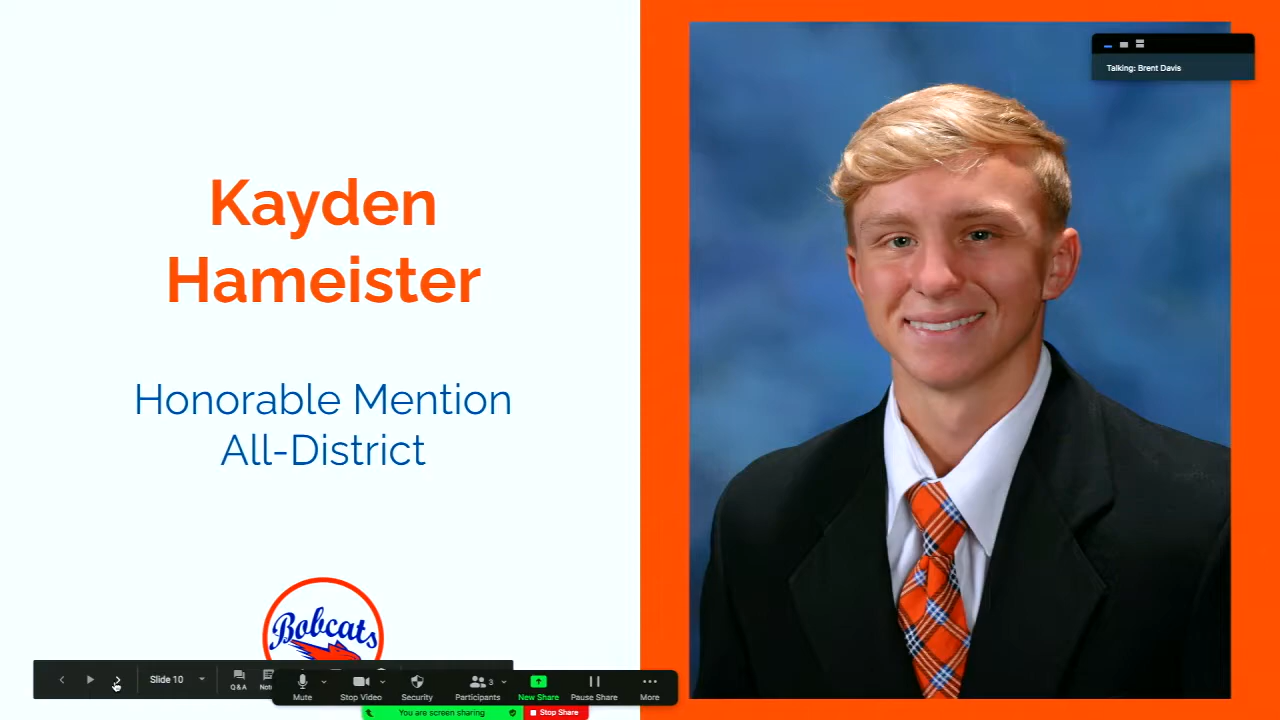 Kayden
Hameister
Honorable Mention
All-District
Bobcats
Talking: Brent Davis
Slide 10
Q&A
Mute
Stop Video
Security
Participants
3
New Share
Pause Share
More
You are screen sharing
Stop Share